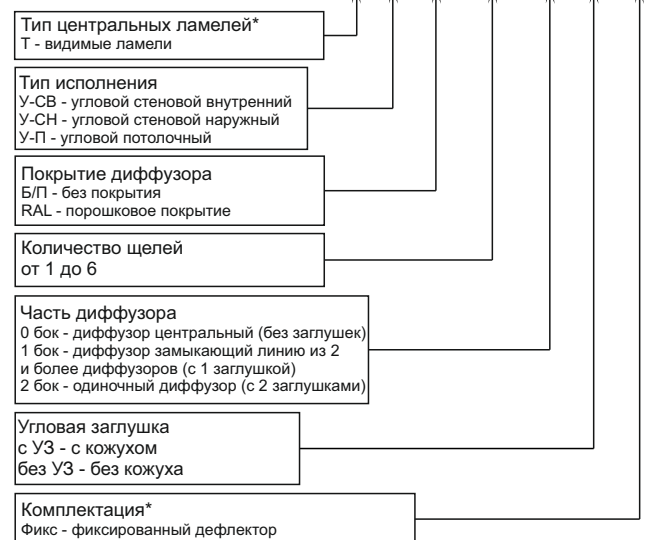 Тип центральных ламелей*
Т - видимые ламели
Тип исполнения
У-СВ - угловой стеновой внутренний
У-СН - угловой стеновой наружный
У-П - угловой потолочный
Покрытие диффузора
Б/П - без покрытия
RAL - порошковое покрытие
Количество щелей
от 1 до 6
Часть диффузора
0 бок - диффузор центральный (без заглушек)
1 бок - диффузор замыкающий линию из 2
и более диффузоров (с 1 заглушкой)
2 бок - одиночный диффузор (с 2 заглушками)
Угловая заглушка
с УЗ - с кожухом
без УЗ - без кожуха
Комплектация*
Фикс - фиксированный дефлектор